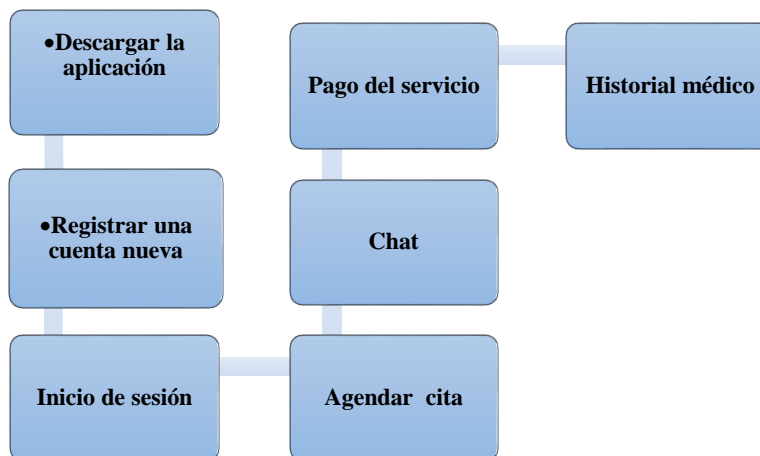 •Descargar la
aplicación
•Registrar una
cuenta nueva
Inicio de sesión
Agendar  cita
Chat
Pago del servicio
Historial médico